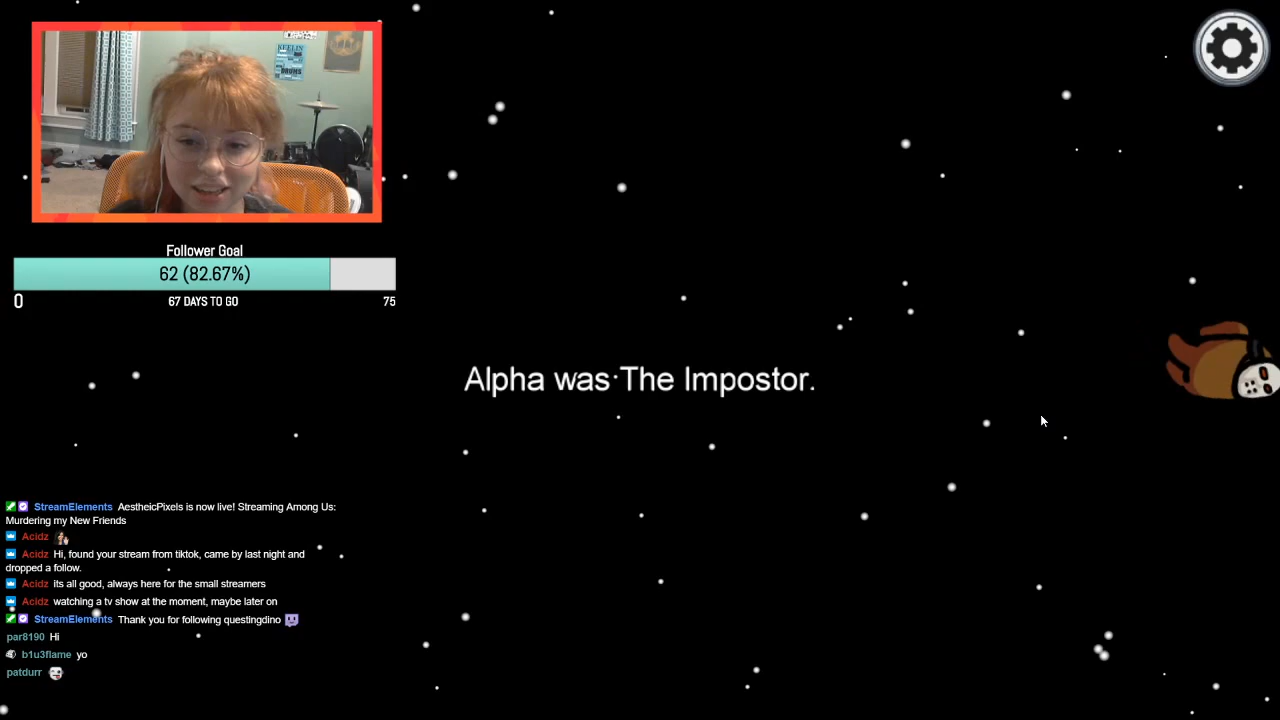 KEELIN'
DRUMS
Follower Goal
62 (82.67%)
0
67 DAYS TO GO
75
Alpha was The Impostor.
StreamElements AestheicPixels is now live! Streaming Among Us:
Murdering my New Friends
Acidz
Acidz Hi, found your stream from tiktok, came by last night and
dropped a follow.
Acidz its all good, always here for the small streamers
Acidz watching a tv show at the moment, maybe later on
StreamElements Thank you for following questingdino
par8190 Hi
b1u3flame yo
patdurr